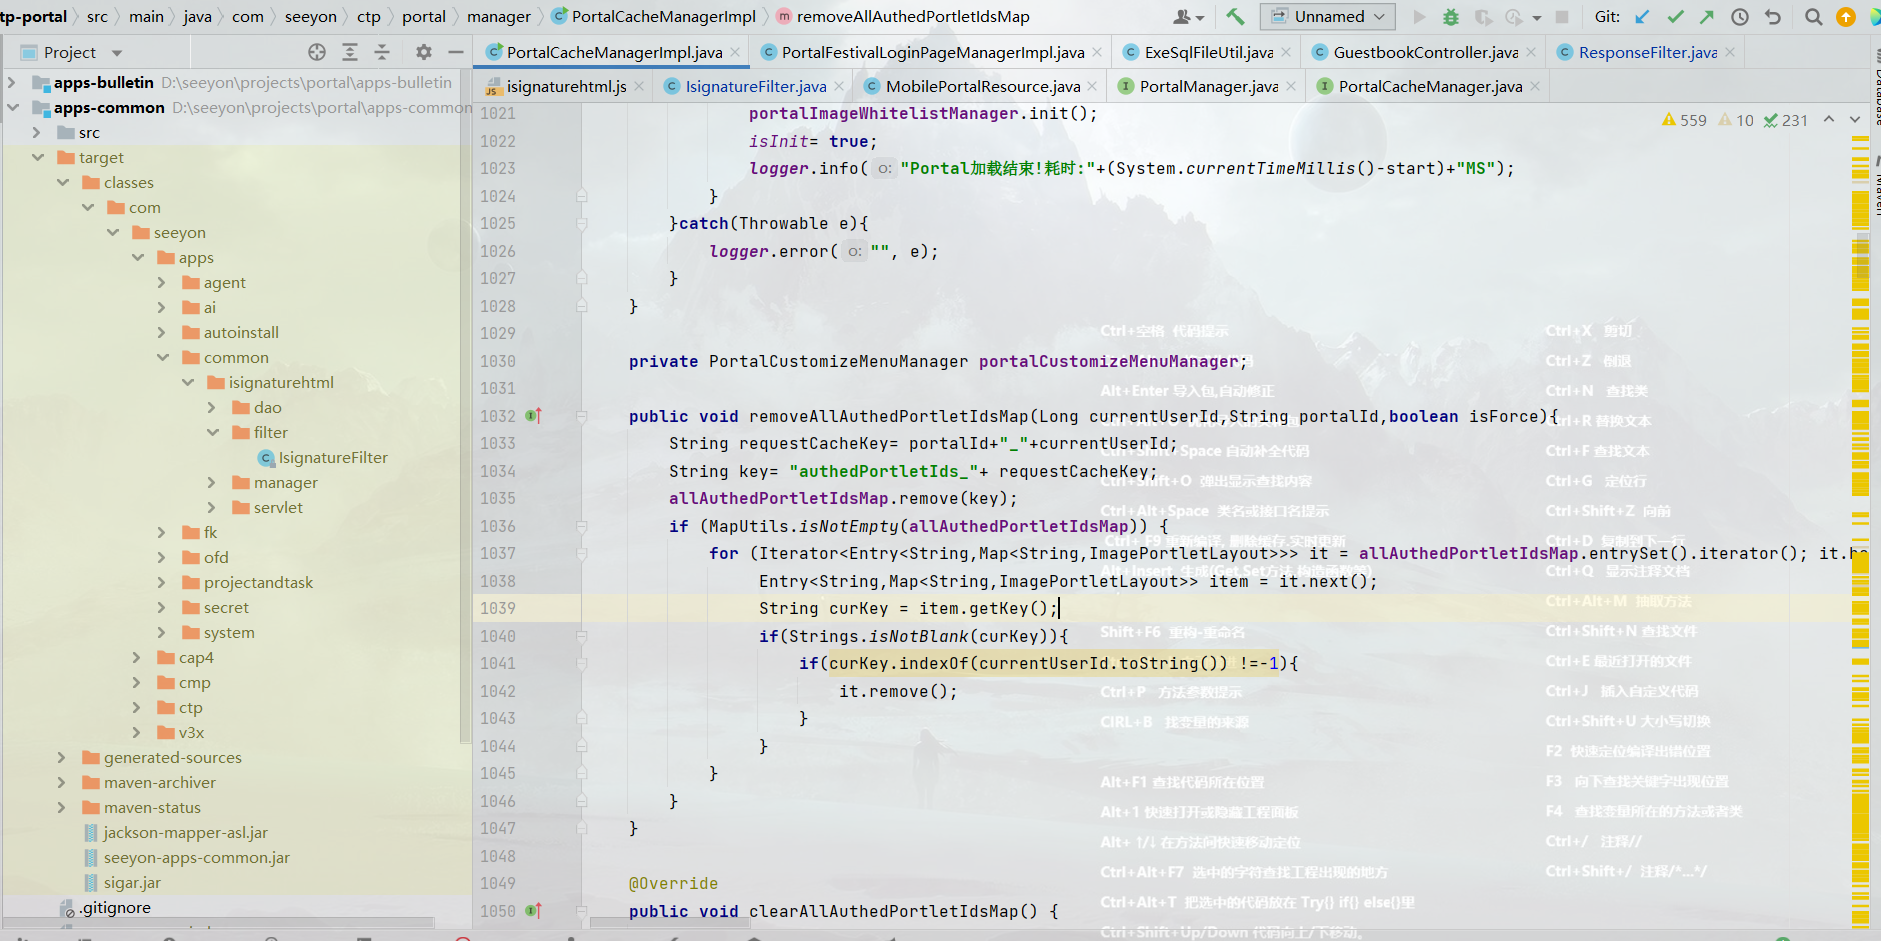 tp-portal src main java com seeyon ctp portal manager PortalCacheManagerImpl removeAllAuthedPortletIdsMap Unnamed Git:
Project
PortalCacheManagerImpl.java PortalFestivalLoginPageManagerImpl.java ExeSqlFileUtil.java GuestbookController.java ResponseFilter.java
isignaturehtml.js IsignatureFilter.java MobilePortalResource.java PortalManager.java PortalCacheManager.java
Database
Maven
559 10 231
apps-bulletin D:\seeyon\projects\portal\apps-bulletin
apps-common D:\seeyon\projects\portal\apps-common
src
target
classes
com
seeyon
apps
agent
ai
autoinstall
common
isignaturehtml
dao
filter
IsignatureFilter
manager
servlet
fk
ofd
projectandtask
secret
system
cap4
cmp
ctp
v3x
generated-sources
maven-archiver
maven-status
jackson-mapper-asl.jar
seeyon-apps-common.jar
sigar.jar
.gitignore
1021 portalImageWhitelistManager.init();
1022 isInit= true;
1023 logger.info( o: "Portal加载结束!耗时:"+(System.currentTimeMillis()-start)+"MS");
1024 }
1025 }catch(Throwable e){
1026 logger.error( o: "", e);
1027 }
1028 }
1029
1030 private PortalCustomizeMenuManager portalCustomizeMenuManager;
1031
1032 public void removeAllAuthedPortletIdsMap(Long currentUserId,String portalId,boolean isForce){
1033 String requestCacheKey= portalId+"_"+currentUserId;
1034 String key= "authedPortletIds_"+ requestCacheKey;
1035 allAuthedPortletIdsMap.remove(key);
1036 if (MapUtils.isNotEmpty(allAuthedPortletIdsMap)) {
1037 for (Iterator<Entry<String,Map<String,ImagePortletLayout>>> it = allAuthedPortletIdsMap.entrySet().iterator(); it.ha
1038 Entry<String,Map<String,ImagePortletLayout>> item = it.next();
1039 String curKey = item.getKey();
1040 if(Strings.isNotBlank(curKey)){
1041 if(curKey.indexOf(currentUserId.toString()) !=-1){
1042 it.remove();
1043 }
1044 }
1045 }
1046 }
1047 }
1048
1049 @Override
1050 public void clearAllAuthedPortletIdsMap() {
Ctrl+空格 代码提示
Alt+Enter 导入包,自动修正
Ctrl+Shift+Space 自动补全代码
Ctrl+Shift+O 弹出显示查找内容
Ctrl+Alt+Space 类名或接口名提示
Ctrl+ F9 重新编译, 删除缓存,实时更新
Alt+Insert 生成(Get,Set方法,构造函数等)
Shift+F6 重构-重命名
Ctrl+P 方法参数提示
CIRL+B 找变量的来源
Alt+F1 查找代码所在位置
Alt+1 快速打开或隐藏工程面板
Alt+ ↑/↓ 在方法间快速移动定位
Ctrl+Alt+F7 选中的字符查找工程出现的地方
Ctrl+Alt+T 把选中的代码放在 Try{} if{} else{}里
Ctrl+Shift+Up/Down 代码向上/下移动。
Ctrl+X 剪切
Ctrl+Z 倒退
Ctrl+N 查找类
Ctrl+R 替换文本
Ctrl+F 查找文本
Ctrl+G 定位行
Ctrl+Shift+Z 向前
Ctrl+D 复制到下一行
Ctrl+Q 显示注释文档
Ctrl+Alt+M 抽取方法
Ctrl+Shift+N 查找文件
Ctrl+E 最近打开的文件
Ctrl+J 插入自定义代码
Ctrl+Shift+U 大小写切换
F2 快速定位编译出错位置
F3 向下查找关键字出现位置
F4 查找变量所在的方法或者类
Ctrl+/ 注释//
Ctrl+Shift+/ 注释/*...*/